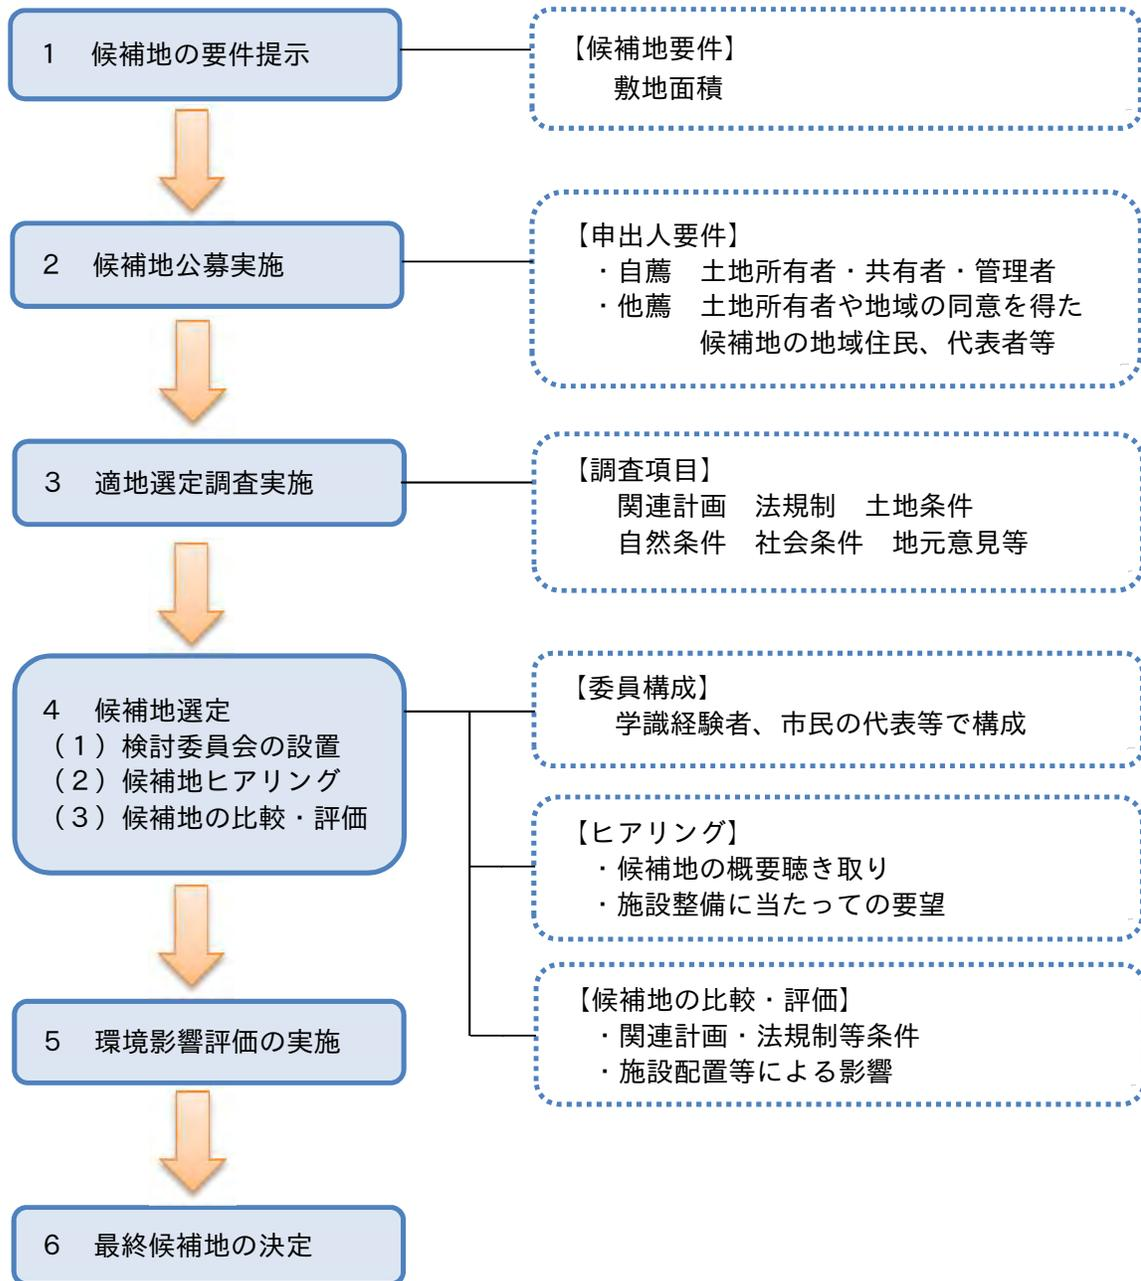 1 候補地の要件提示
【候補地要件】
敷地面積
2 候補地公募実施
【申出人要件】
・自薦 土地所有者・共有者・管理者
・他薦 土地所有者や地域の同意を得た
候補地の地域住民、代表者等
3 適地選定調査実施
【調査項目】
関連計画 法規制 土地条件
自然条件 社会条件 地元意見等
4 候補地選定
(1)検討委員会の設置
(2)候補地ヒアリング
(3)候補地の比較・評価
【委員構成】
学識経験者、市民の代表等で構成
【ヒアリング】
・候補地の概要聴き取り
・施設整備に当たっての要望
【候補地の比較・評価】
・関連計画・法規制等条件
・施設配置等による影響
5 環境影響評価の実施
6 最終候補地の決定